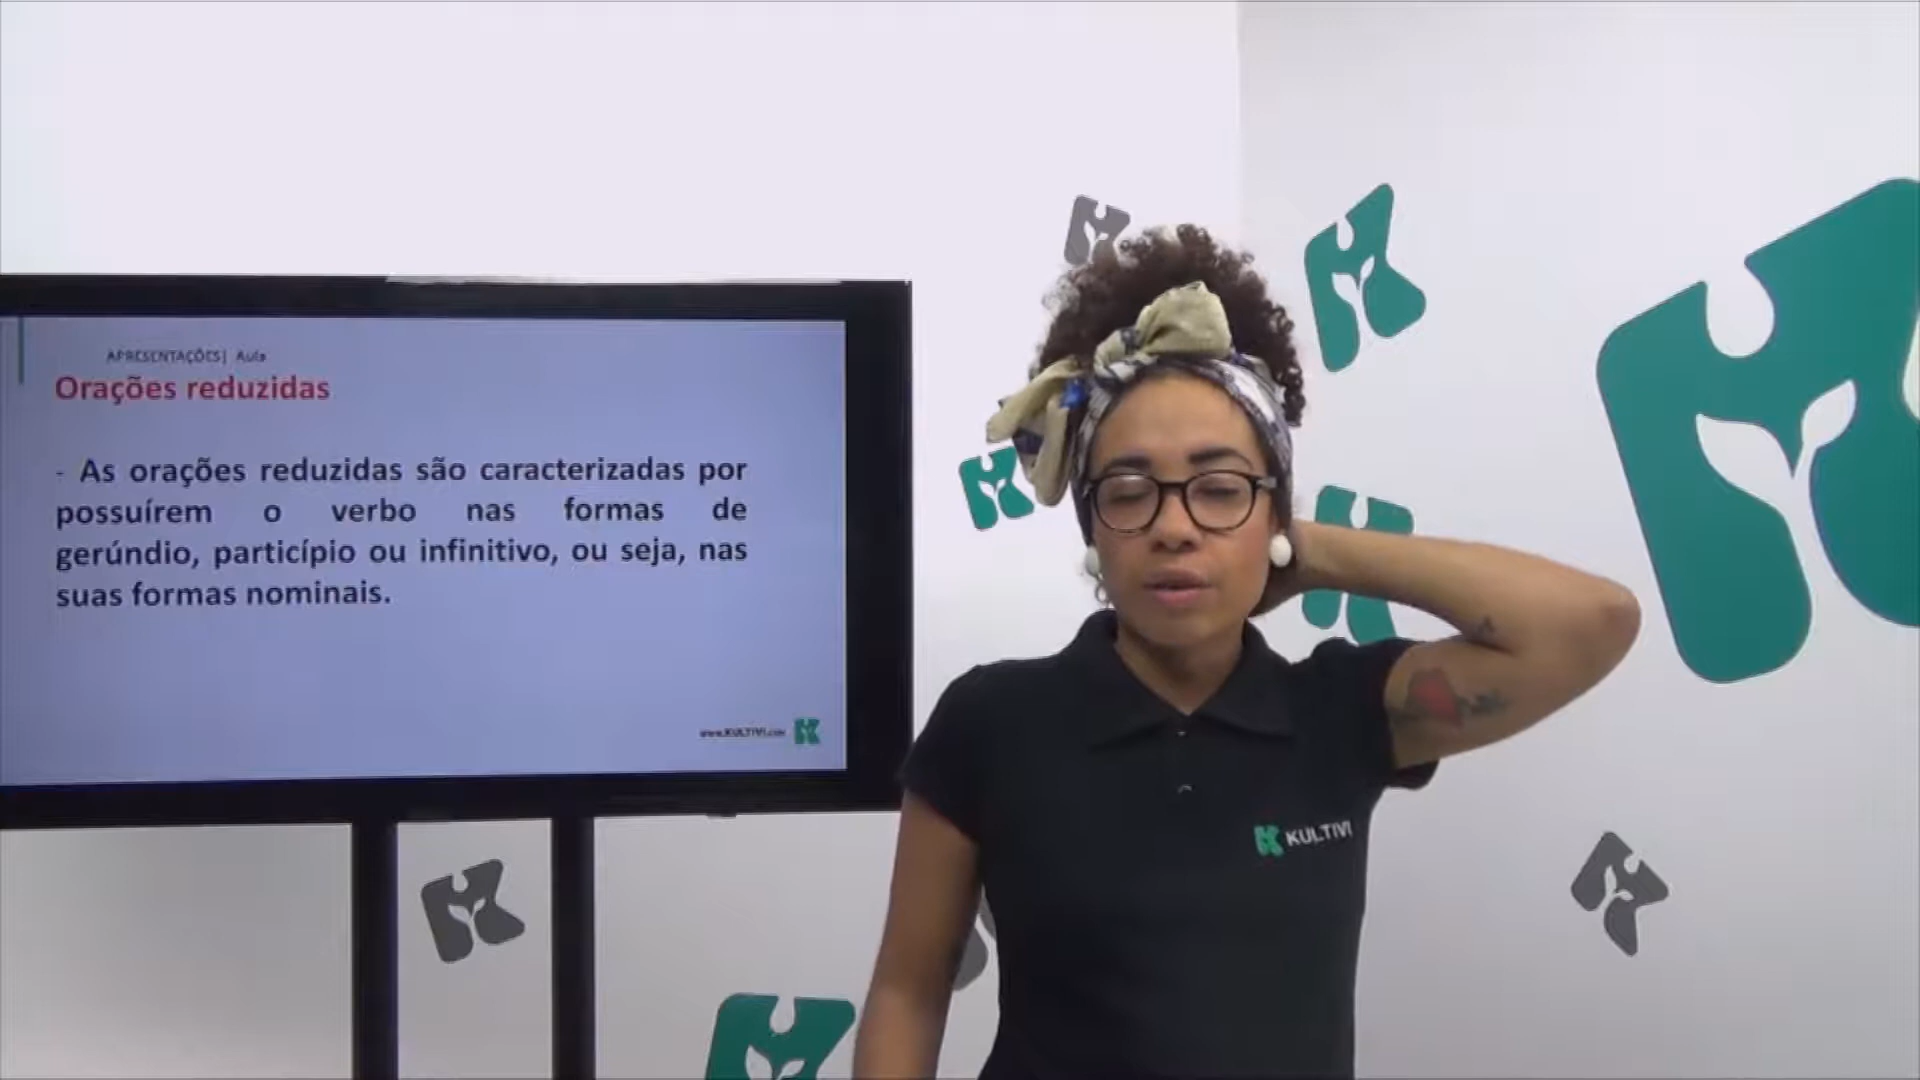 APRESENTAÇÕES| Aula
Orações reduzidas
- As orações reduzidas são caracterizadas por
possuírem o verbo nas formas de
gerúndio, particípio ou infinitivo, ou seja, nas
suas formas nominais.
www.KULTIVI.com
KULTIVI